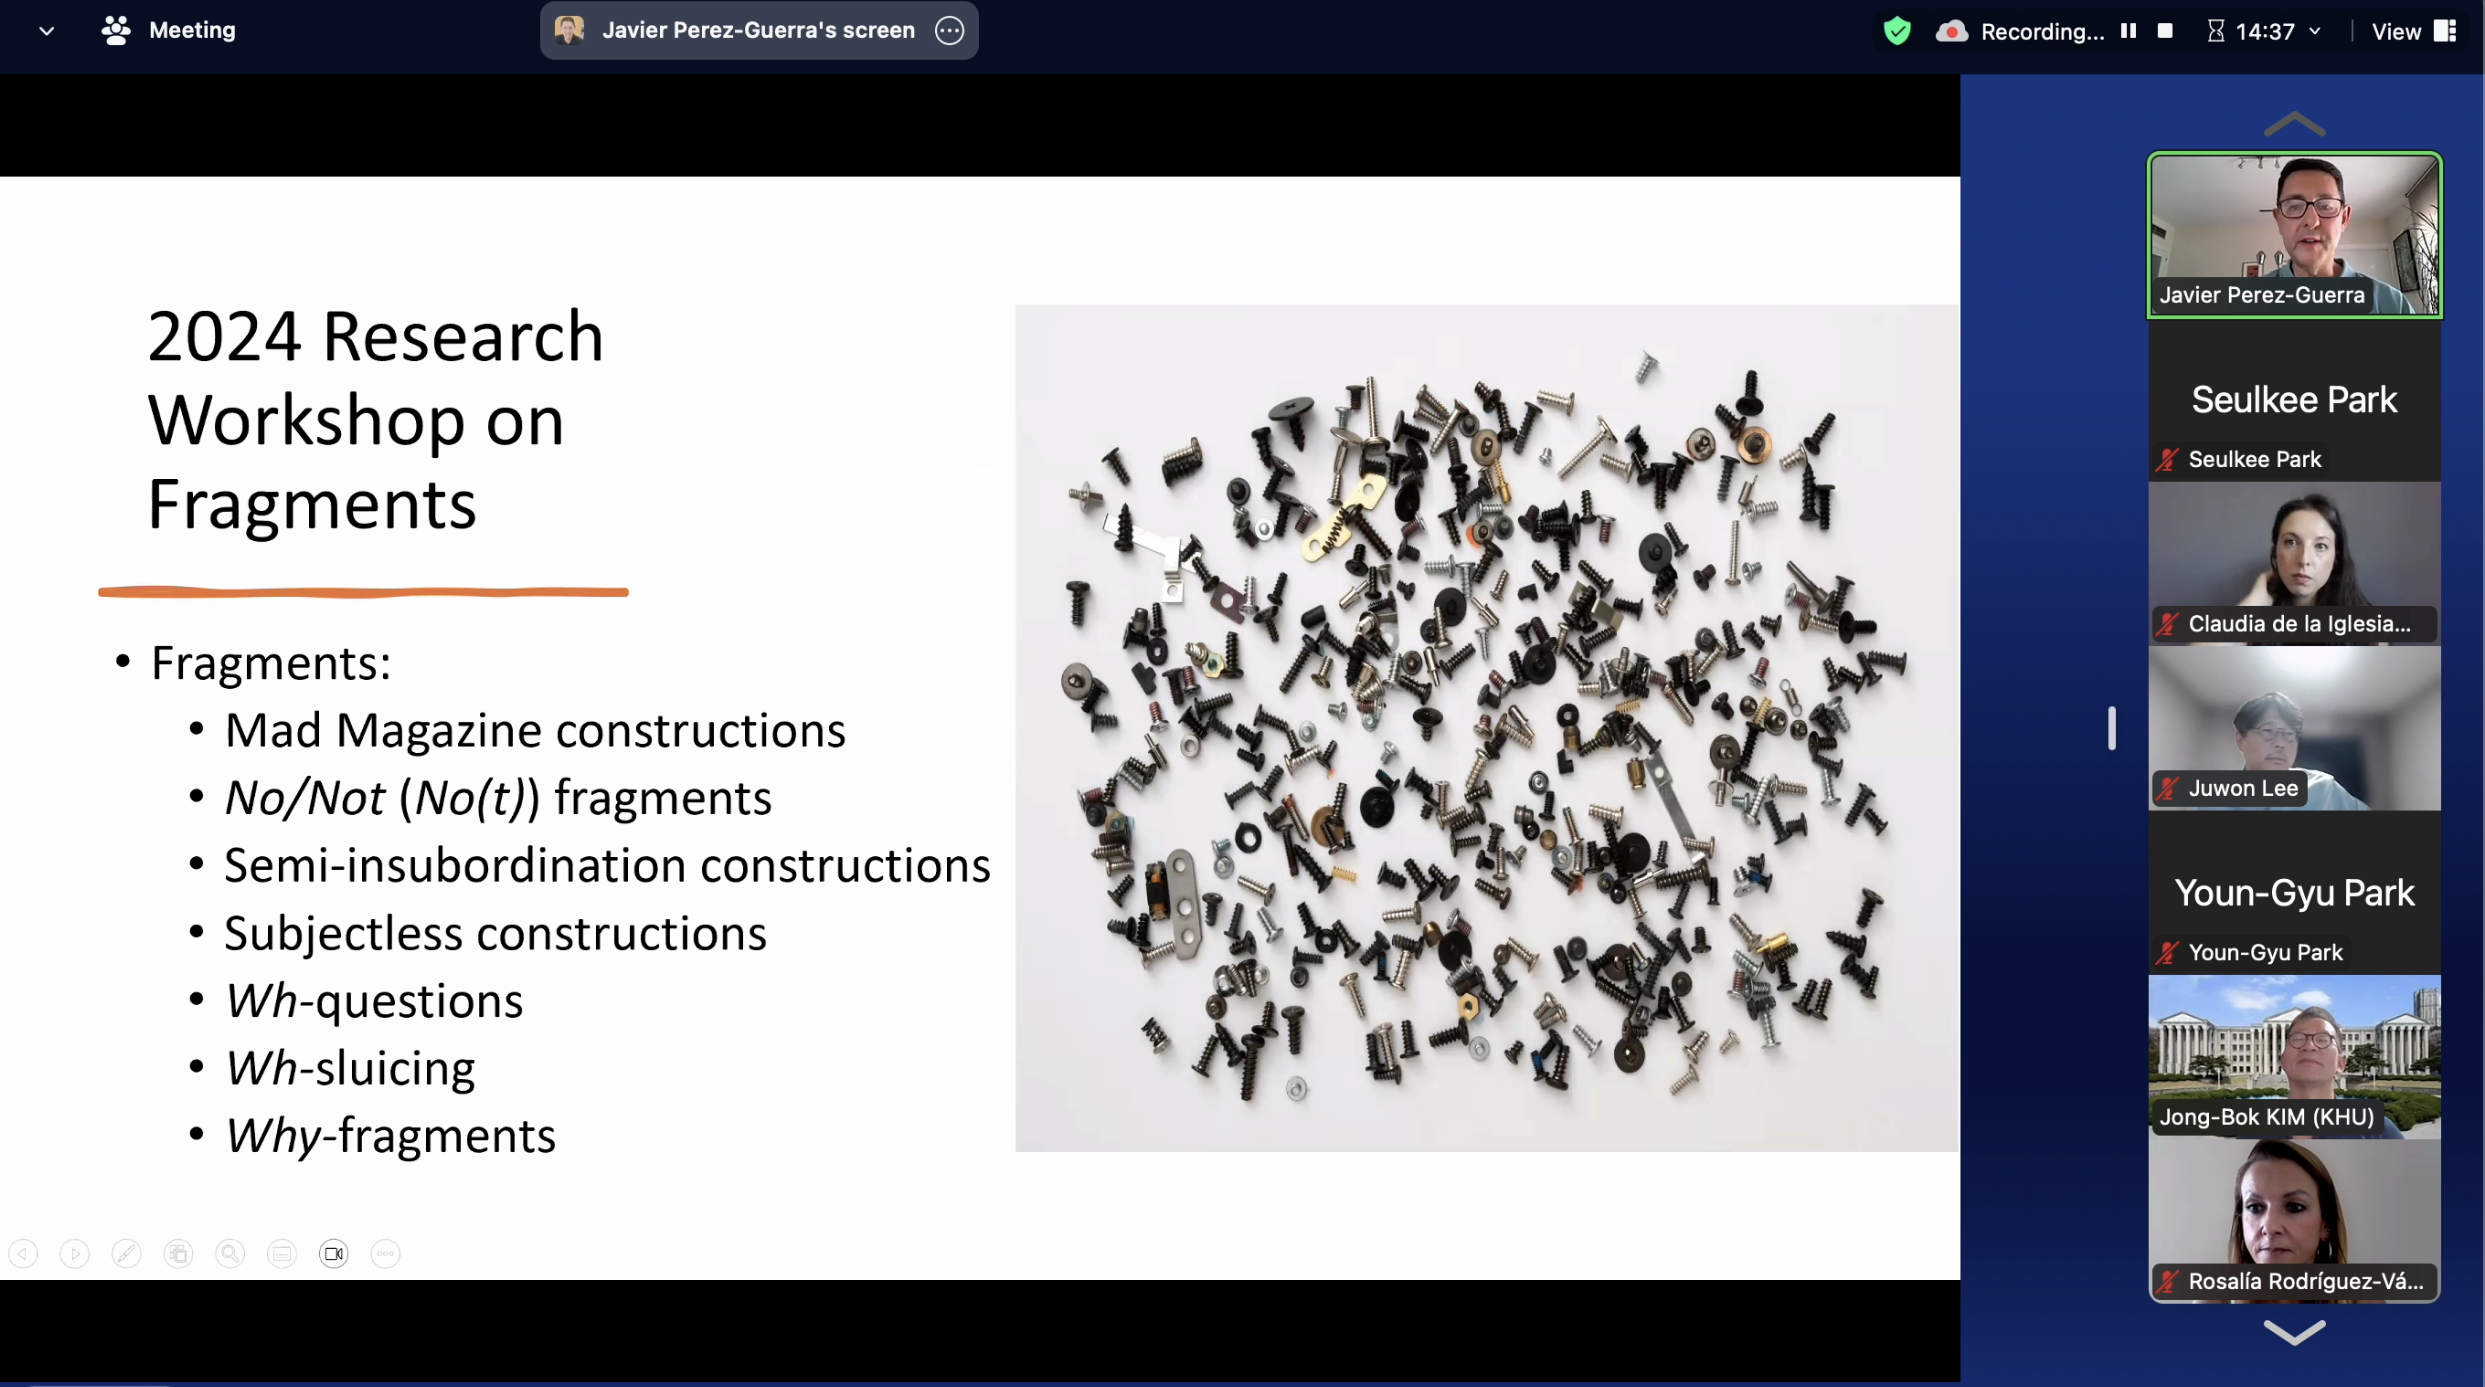 Meeting
Javier Perez-Guerra's screen
Recording...
14:37
View
2024 Research
Workshop on
Fragments
• Fragments:
• Mad Magazine constructions
• No/Not (No(t)) fragments
• Semi-insubordination constructions
• Subjectless constructions
• Wh-questions
• Wh-sluicing
• Why-fragments
Javier Perez-Guerra
Seulkee Park
Seulkee Park
Claudia de la Iglesia...
Juwon Lee
Youn-Gyu Park
Youn-Gyu Park
Jong-Bok KIM (KHU)
Rosalía Rodríguez-Vá...